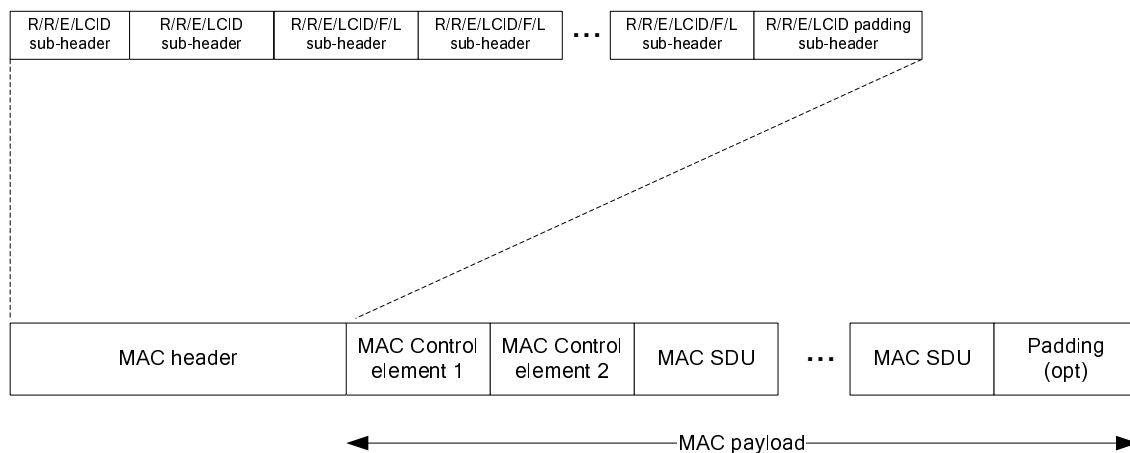 R/R/E/LCID
sub-header
R/R/E/LCID
sub-header
R/R/E/LCID/F/L
sub-header
R/R/E/LCID/F/L
sub-header
...
R/R/E/LCID/F/L
sub-header
R/R/E/LCID padding
sub-header
MAC header
MAC Control
element 1
MAC Control
element 2
MAC SDU
...
MAC SDU
Padding
(opt)
MAC payload